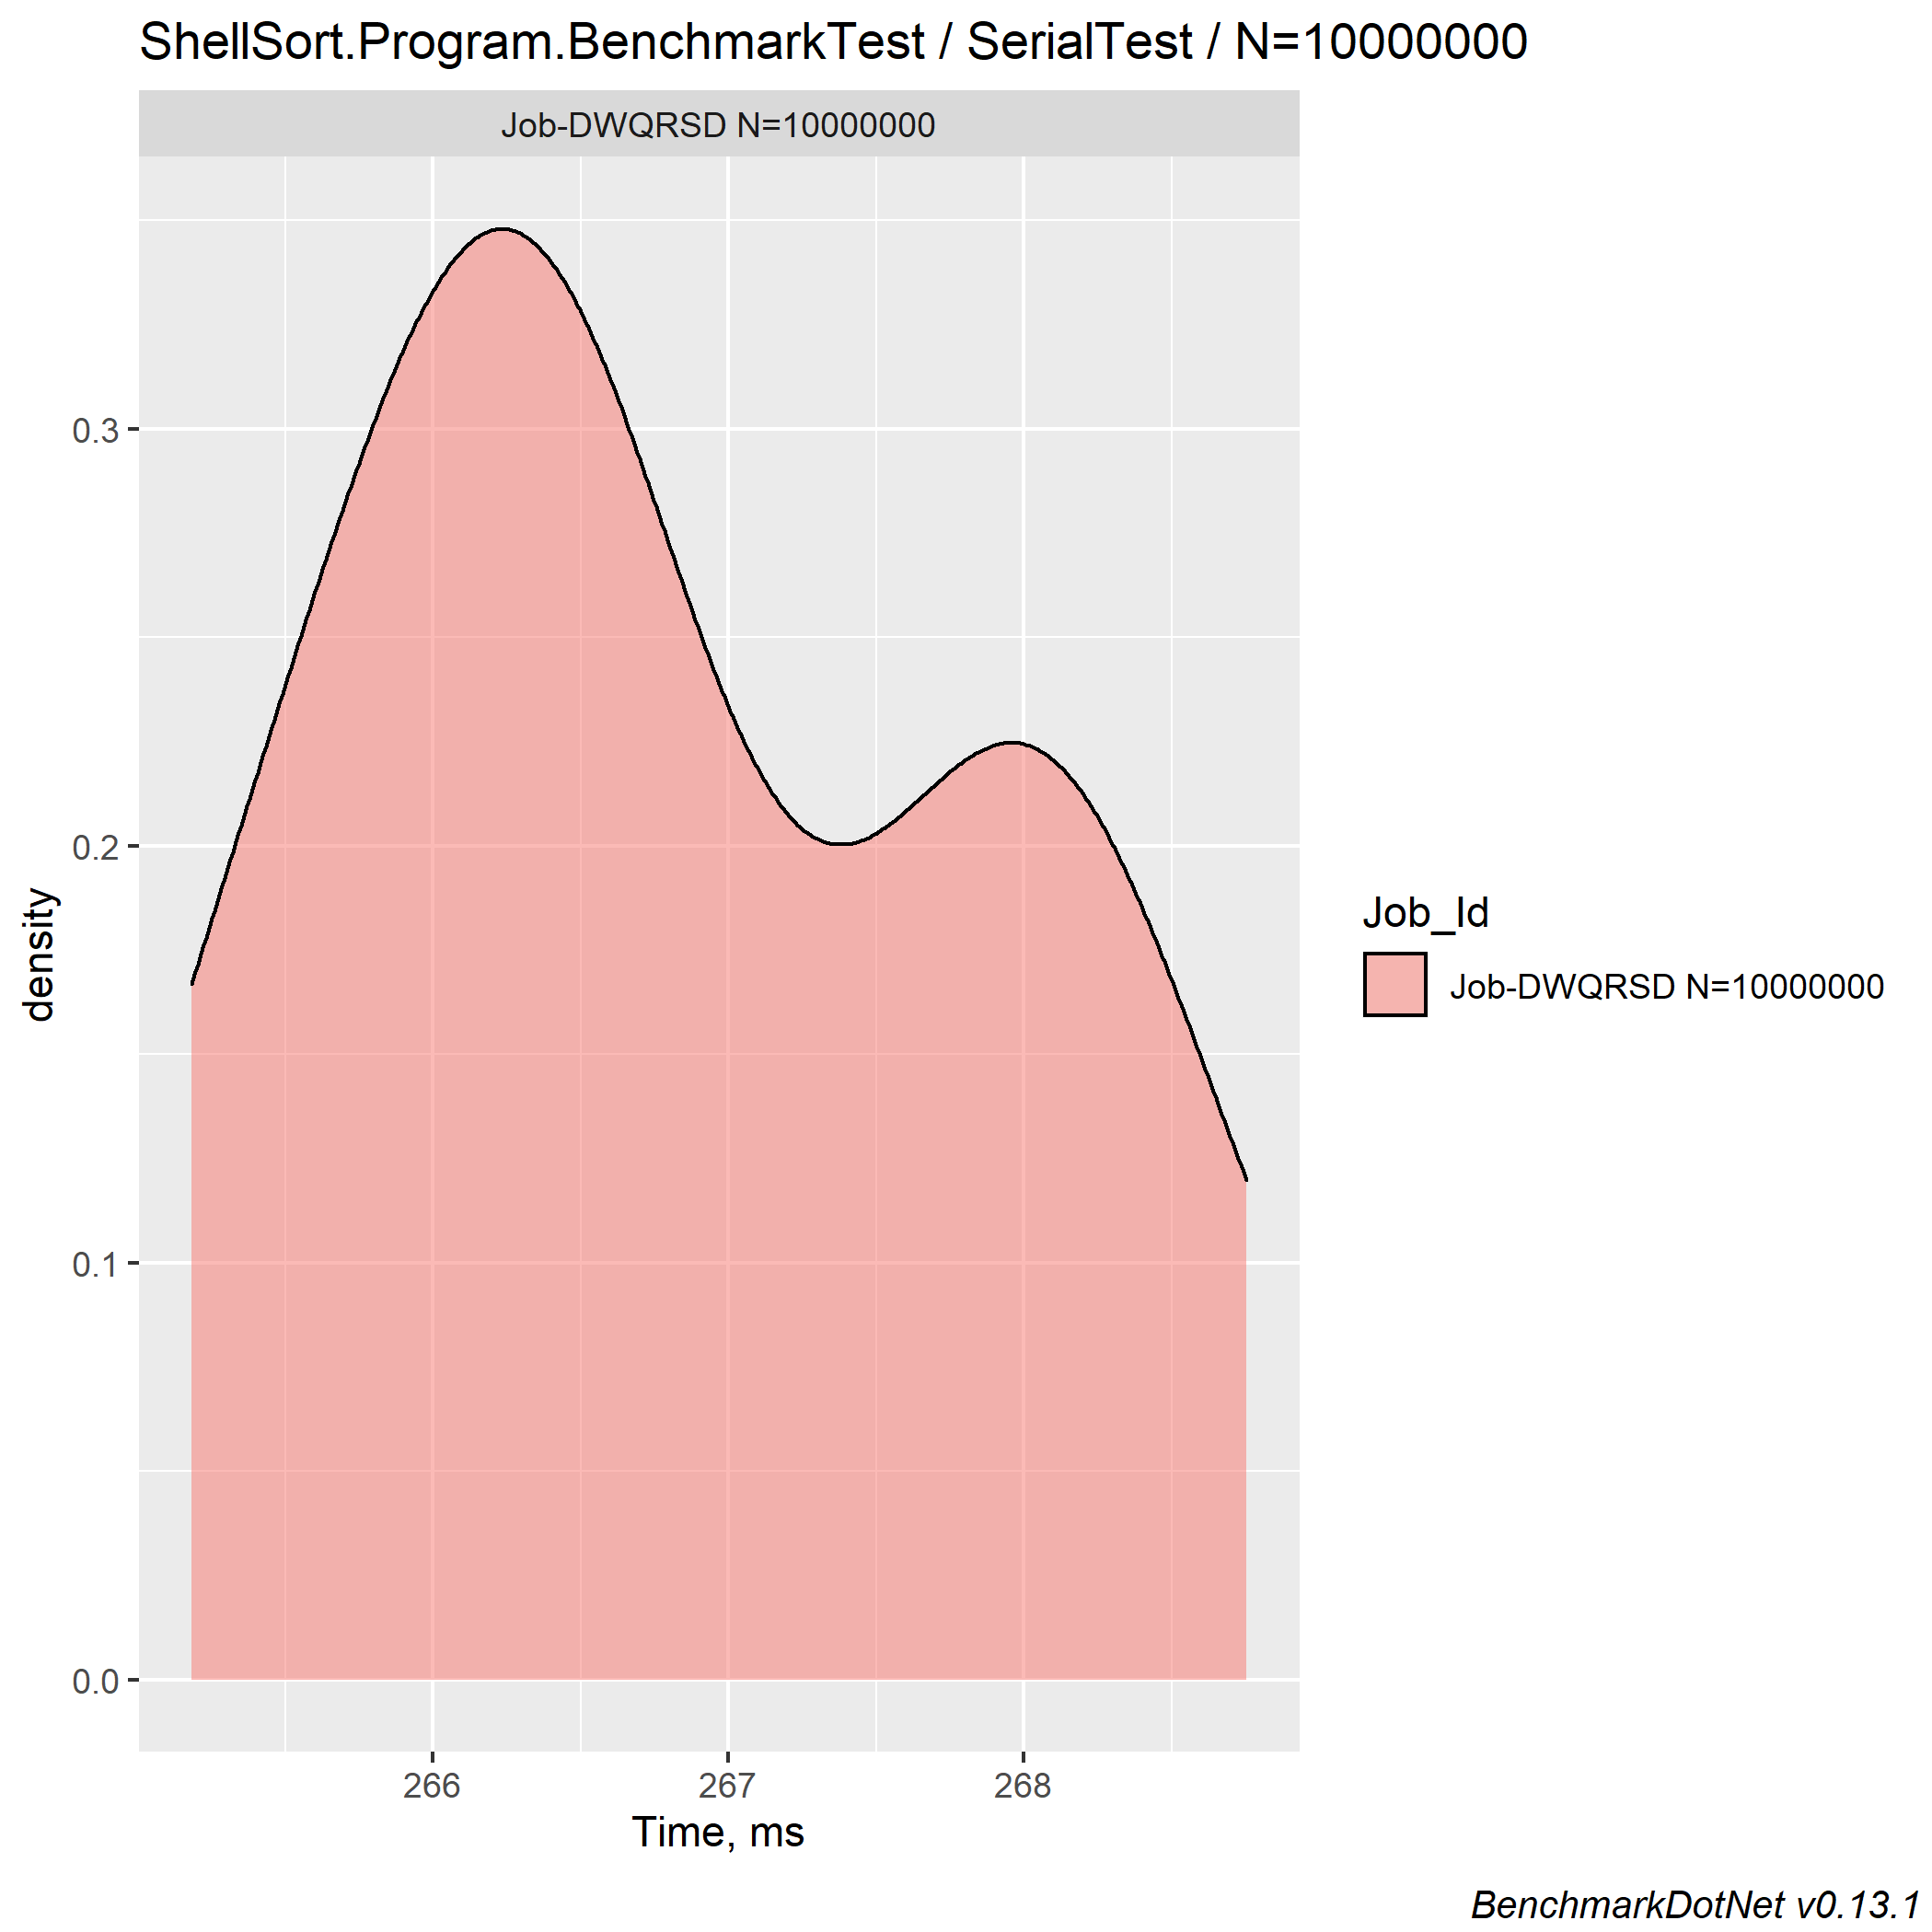 ShellSort.Program.BenchmarkTest / SerialTest / N=10000000
Job-DWQRSD N=10000000
0.3
0.2
0.1
0.0
density
266
267
268
Time, ms
Job_Id
Job-DWQRSD N=10000000
BenchmarkDotNet v0.13.1